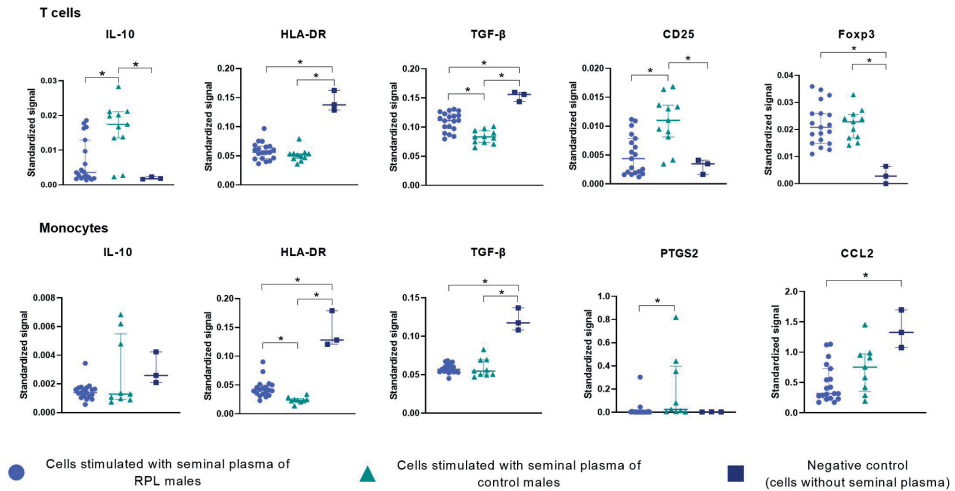 T cells
IL-10
HLA-DR
TGF-β
CD25
Foxp3
Standardized signal
0.03
0.02
0.01
0.00
*
*
Standardized signal
0.20
0.15
0.10
0.05
0.00
*
*
Standardized signal
0.20
0.15
0.10
0.05
0.00
*
*
*
Standardized signal
0.020
0.015
0.010
0.005
0.000
*
*
Standardized signal
0.04
0.03
0.02
0.01
0.00
*
*
Monocytes
IL-10
HLA-DR
TGF-β
PTGS2
CCL2
Standardized signal
0.008
0.006
0.004
0.002
0.000
Standardized signal
0.20
0.15
0.10
0.05
0.00
*
*
*
Standardized signal
0.15
0.10
0.05
0.00
*
*
Standardized signal
1.0
0.8
0.6
0.4
0.2
0.0
*
Standardized signal
2.0
1.5
1.0
0.5
0.0
*
Cells stimulated with seminal plasma of
RPL males
Cells stimulated with seminal plasma of
control males
Negative control
(cells without seminal plasma)